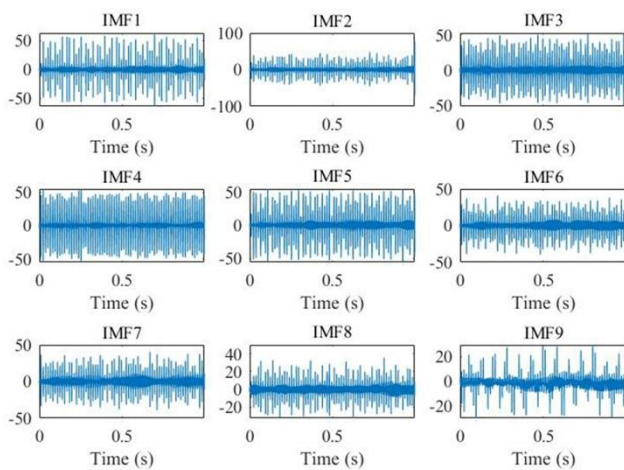 IMF1 IMF2 IMF3
50 100 50
0 0 0
-50 -100 -50
0 0.5 0 0.5 0 0.5
Time (s) Time (s) Time (s)
IMF4 IMF5 IMF6
50 50 50
0 0 0
-50 -50 -50
0 0.5 0 0.5 0 0.5
Time (s) Time (s) Time (s)
IMF7 IMF8 IMF9
50 40 20
20
0 0 0
-20 -20
-50
0 0.5 0 0.5 0 0.5
Time (s) Time (s) Time (s)